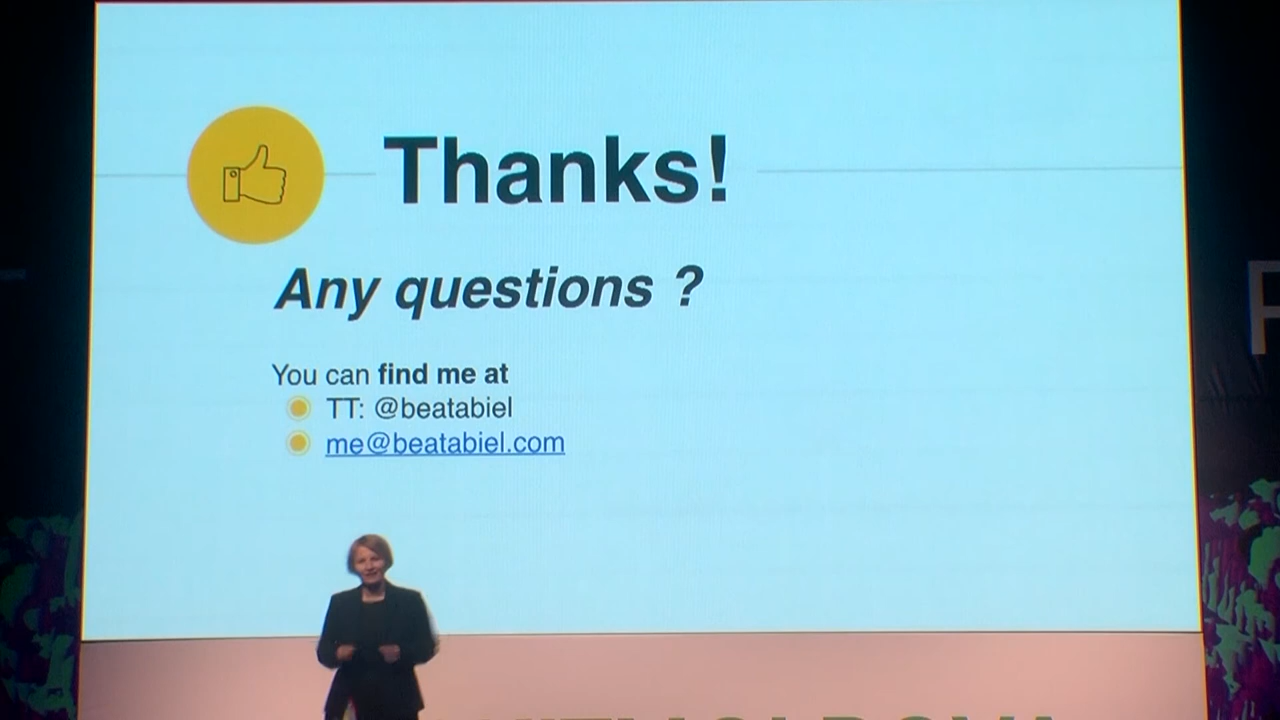 Thanks!
Any questions ?
You can find me at
TT: @beatabiel
me@beatabiel.com